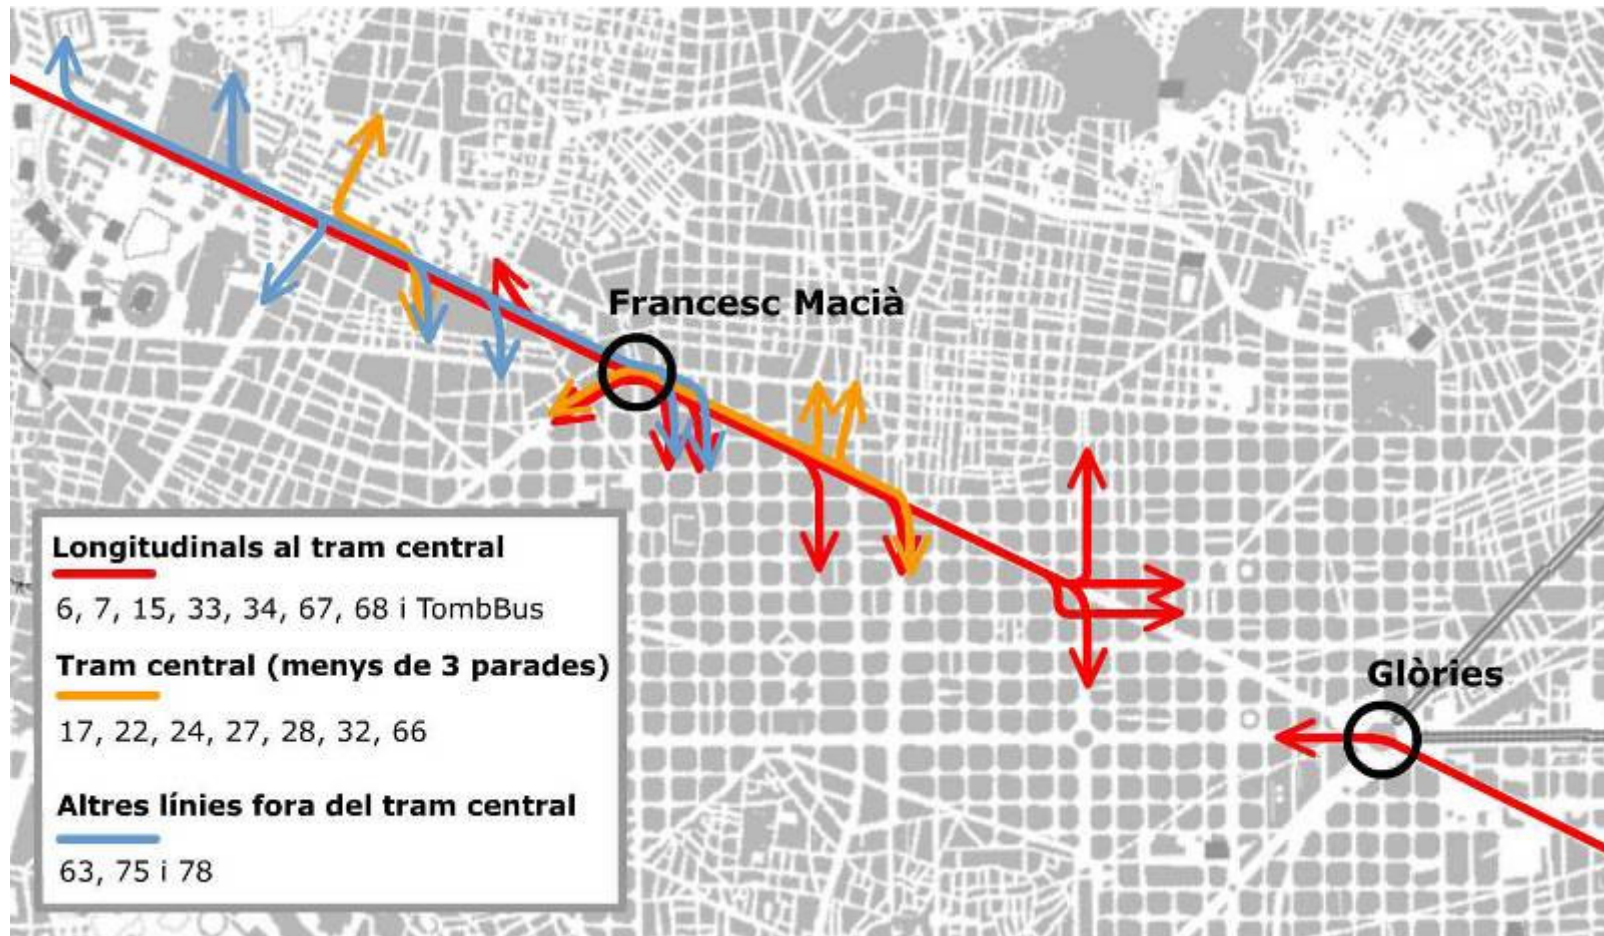 Francesc Macià
Longitudinals al tram central
6, 7, 15, 33, 34, 67, 68 i TombBus
Tram central (menys de 3 parades)
17, 22, 24, 27, 28, 32, 66
Altres línies fora del tram central
63, 75 i 78
Glòries